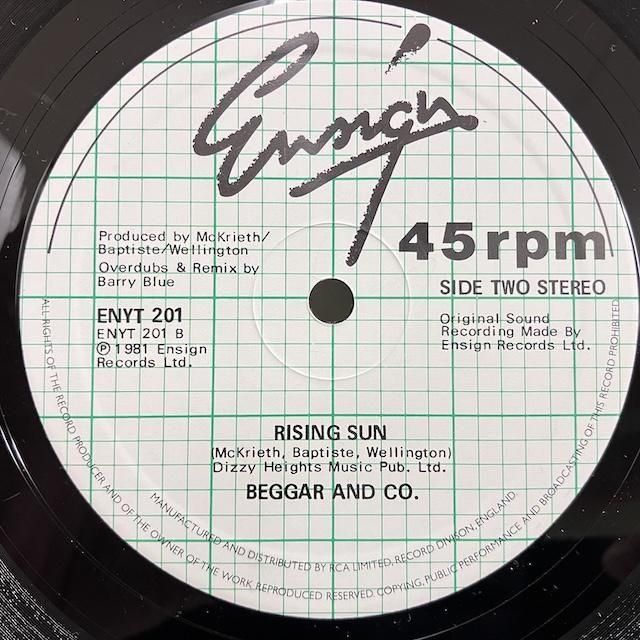 Ensign
45rpm
SIDE TWO STEREO
Produced by McKrieth/
Baptiste/Wellington
Overdubs & Remix by
Barry Blue
ENYT 201
ENYT 201 B
Ⓟ 1981 Ensign
Records Ltd.
Original Sound
Recording Made By
Ensign Records Ltd.
RISING SUN
(McKrieth, Baptiste, Wellington)
Dizzy Heights Music Pub. Ltd.
BEGGAR AND CO.
MANUFACTURED AND DISTRIBUTED BY RCA LIMITED, RECORD DIVISON, ENGLAND.
ALL RIGHTS OF THE RECORD PRODUCER AND OF THE OWNER OF THE WORK REPRODUCED RESERVED. COPYING, PUBLIC PERFORMANCE AND BROADCASTING OF THIS RECORD PROHIBITED